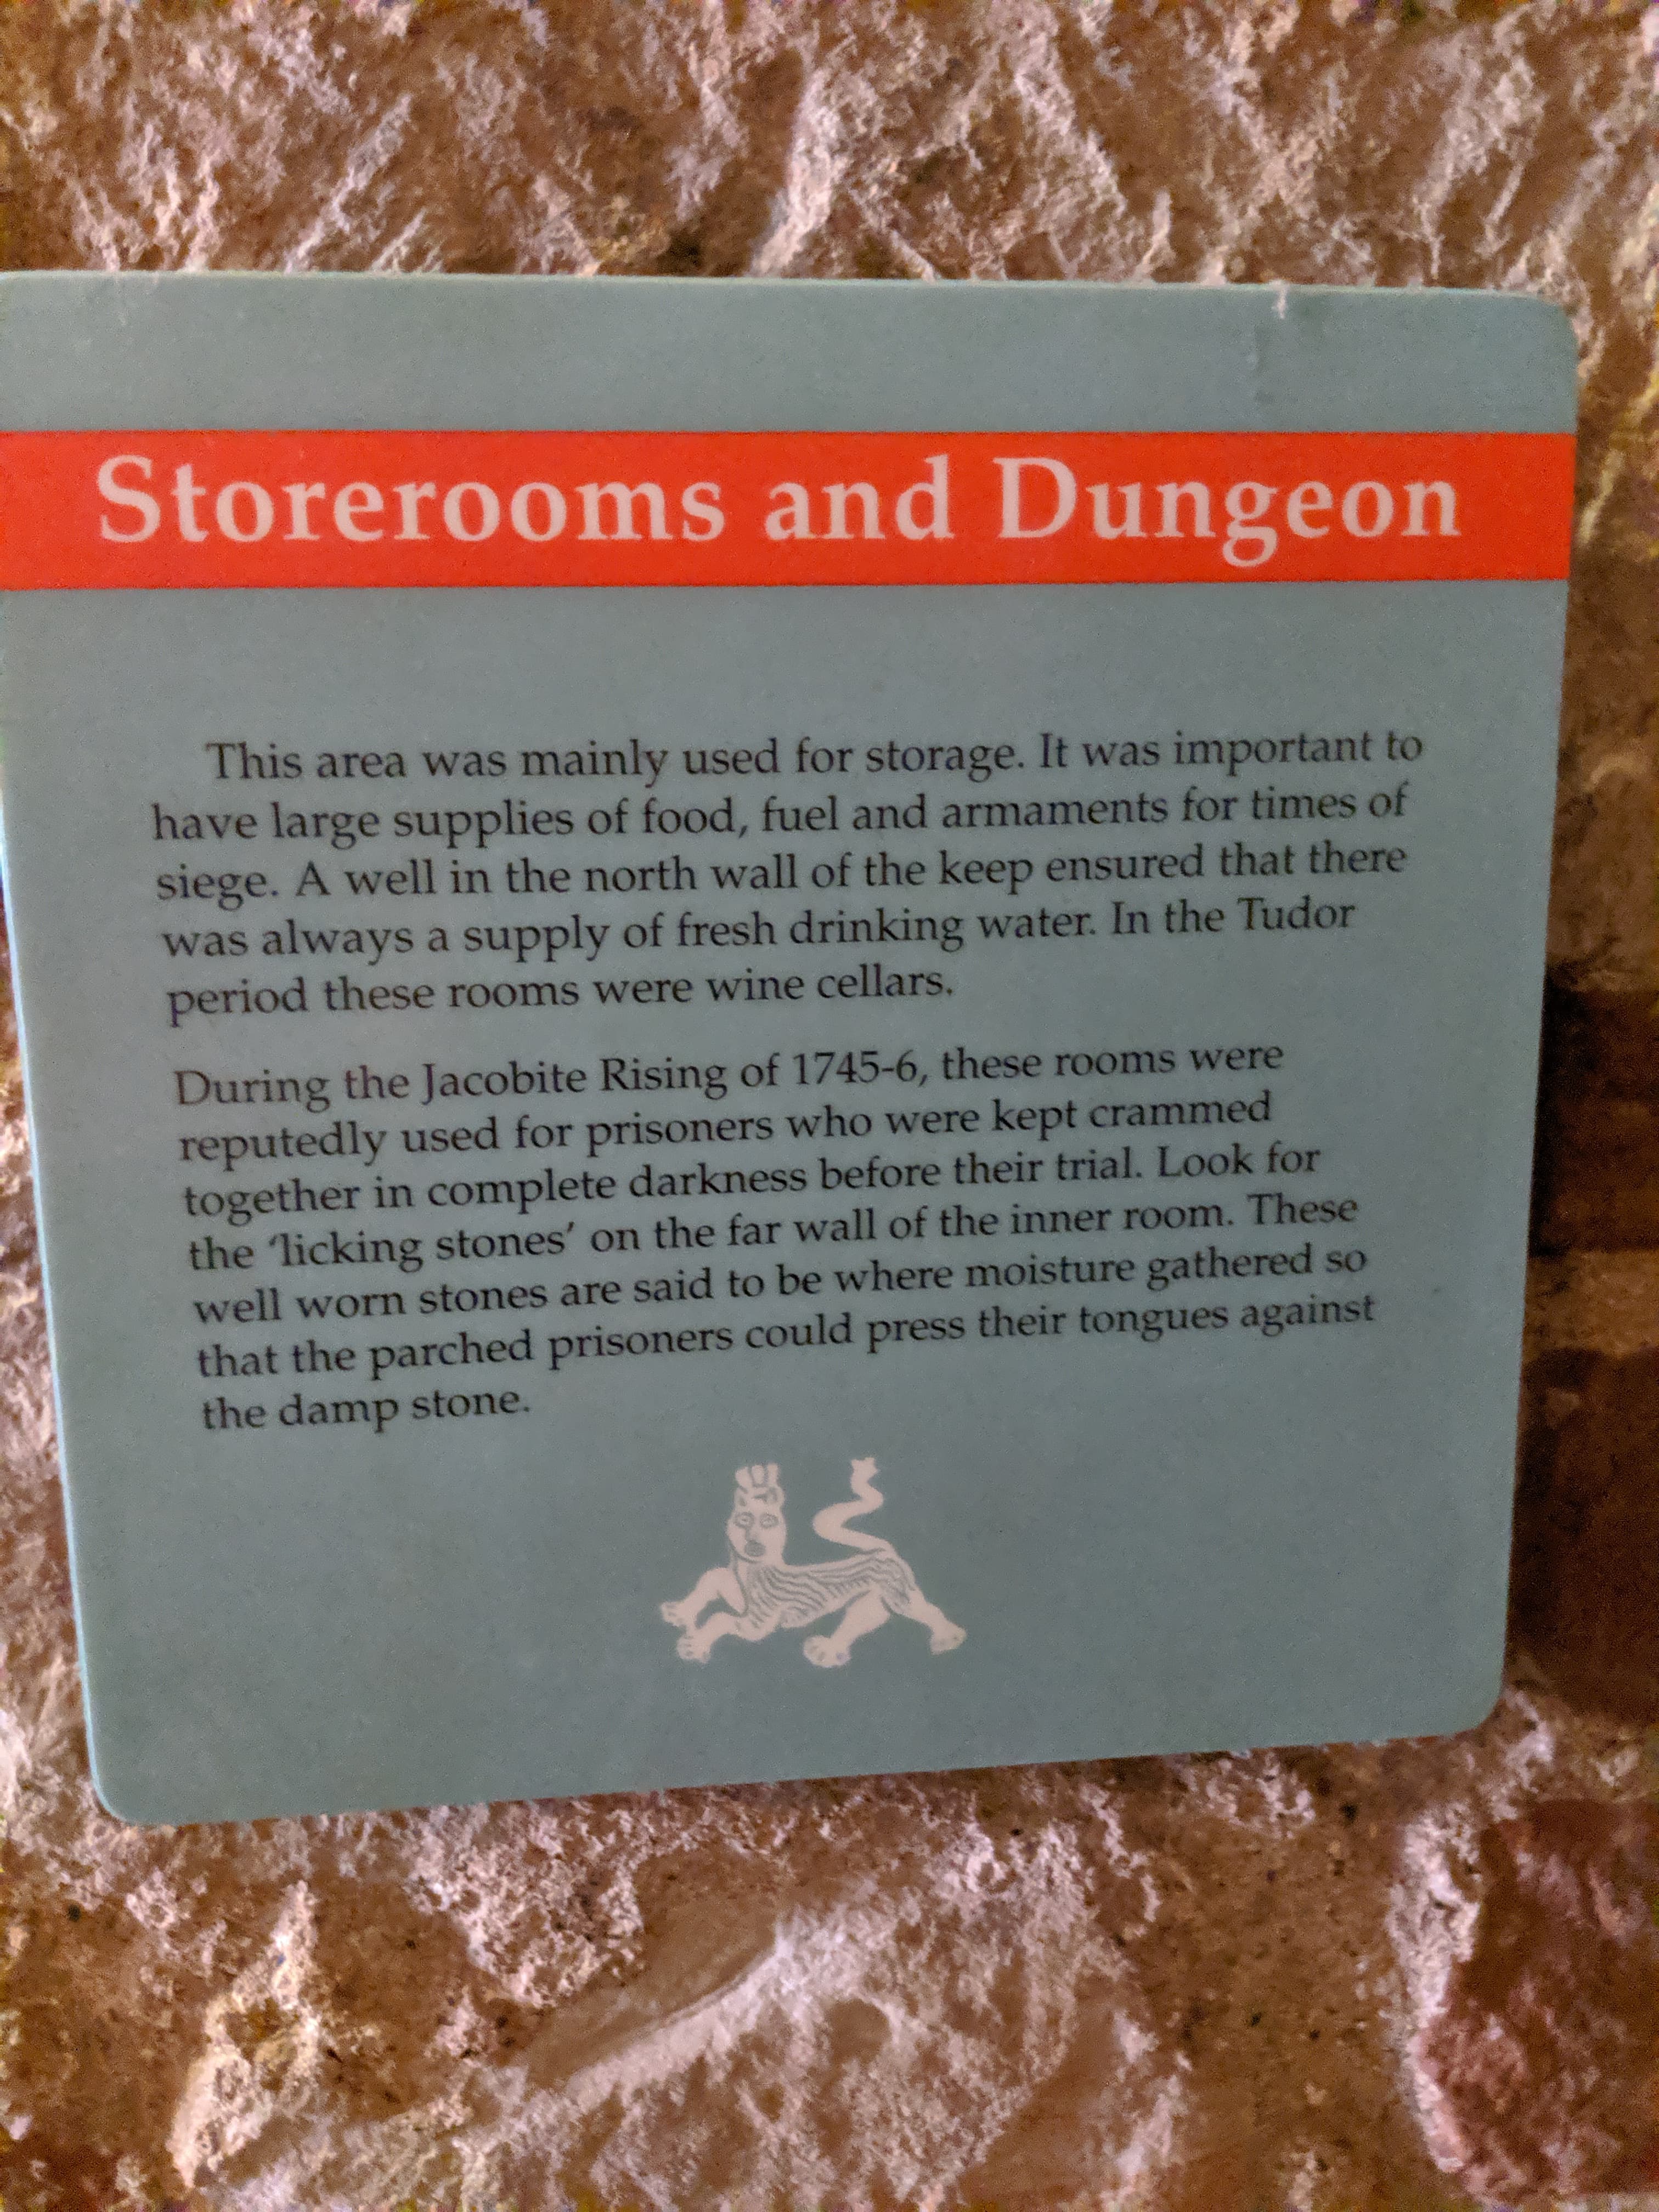 Storerooms and Dungeon
This area was mainly used for storage. It was important to
have large supplies of food, fuel and armaments for times of
siege. A well in the north wall of the keep ensured that there
was always a supply of fresh drinking water. In the Tudor
period these rooms were wine cellars.
During the Jacobite Rising of 1745-6, these rooms were
reputedly used for prisoners who were kept crammed
together in complete darkness before their trial. Look for
the ‘licking stones’ on the far wall of the inner room. These
well worn stones are said to be where moisture gathered so
that the parched prisoners could press their tongues against
the damp stone.